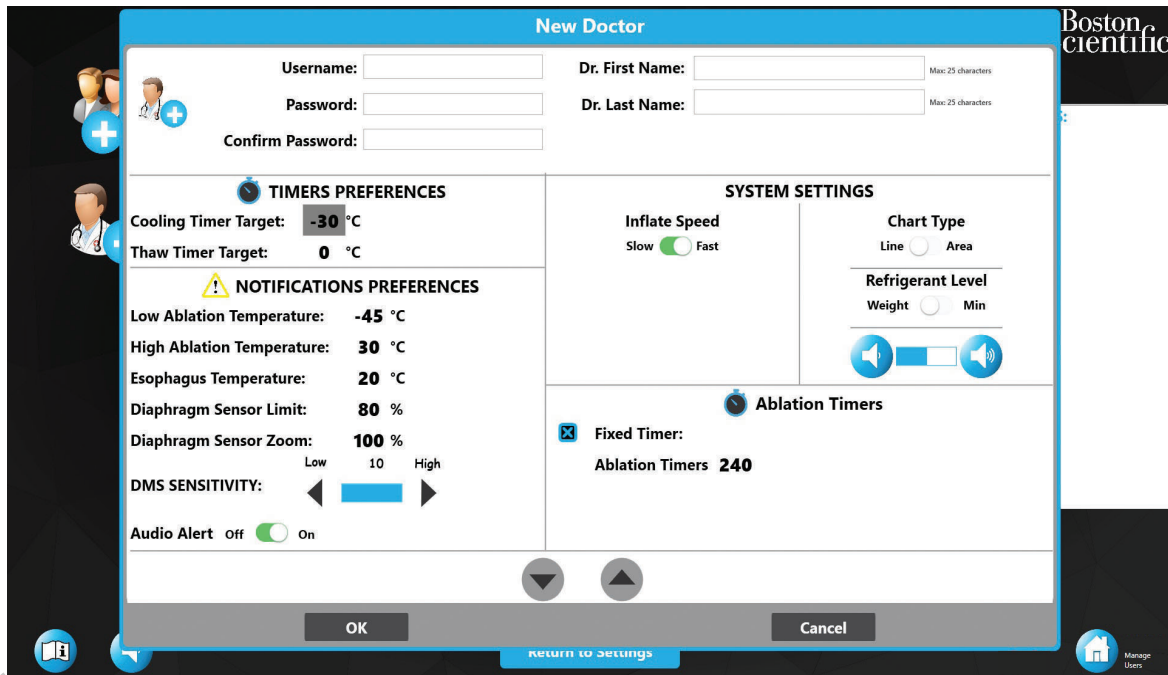 New Doctor
Boston
cientific
Username:
Dr. First Name:
Max: 25 characters
Password:
Dr. Last Name:
Max: 25 characters
Confirm Password:
TIMERS PREFERENCES
Cooling Timer Target: -30 °C
Thaw Timer Target: 0 °C
NOTIFICATIONS PREFERENCES
Low Ablation Temperature: -45 °C
High Ablation Temperature: 30 °C
Esophagus Temperature: 20 °C
Diaphragm Sensor Limit: 80 %
Diaphragm Sensor Zoom: 100 %
Low 10 High
DMS SENSITIVITY:
Audio Alert Off On
SYSTEM SETTINGS
Inflate Speed
Slow Fast
Chart Type
Line Area
Refrigerant Level
Weight Min
Ablation Timers
Fixed Timer:
Ablation Timers 240
OK
Cancel
Return to Settings
Manage
Users